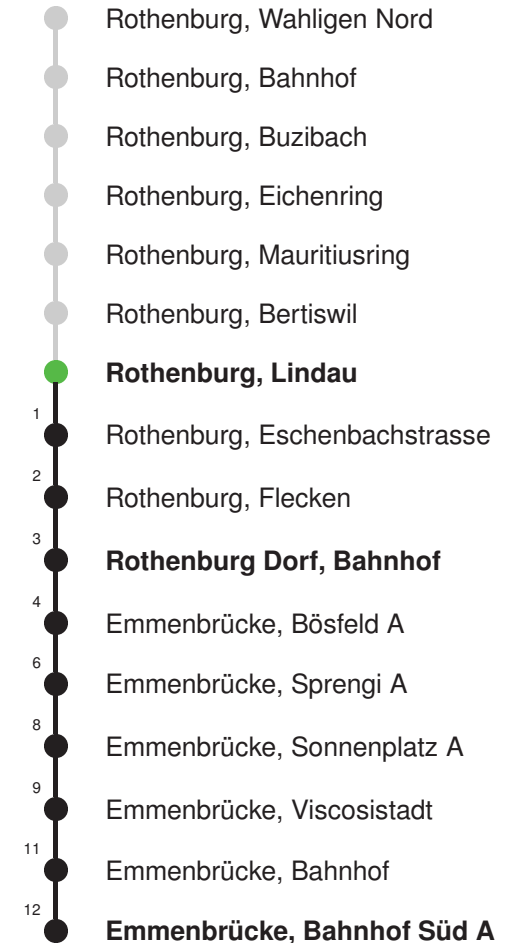 Rothenburg, Wahligen Nord
Rothenburg, Bahnhof
Rothenburg, Buzibach
Rothenburg, Eichenring
Rothenburg, Mauritiusring
Rothenburg, Bertiswil
Rothenburg, Lindau
1 Rothenburg, Eschenbachstrasse
2 Rothenburg, Flecken
3 Rothenburg Dorf, Bahnhof
4 Emmenbrücke, Bösfeld A
6 Emmenbrücke, Sprengi A
8 Emmenbrücke, Sonnenplatz A
9 Emmenbrücke, Viscosistadt
11 Emmenbrücke, Bahnhof
12 Emmenbrücke, Bahnhof Süd A